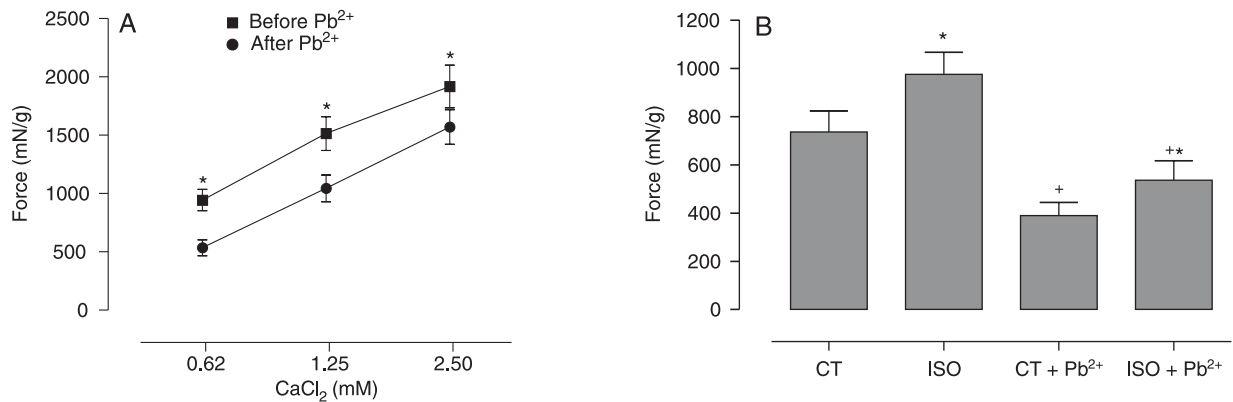 A
■ Before Pb²⁺
● After Pb²⁺
2500
2000
1500
1000
500
0
Force (mN/g)
*
*
*
0.62 1.25 2.50
CaCl₂ (mM)
B
1200
1000
800
600
400
200
0
Force (mN/g)
*
+
+*
CT ISO CT + Pb²⁺ ISO + Pb²⁺